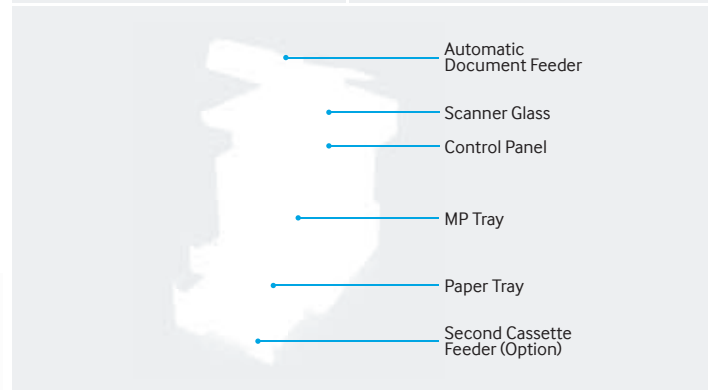 Automatic
Document Feeder
Scanner Glass
Control Panel
MP Tray
Paper Tray
Second Cassette
Feeder (Option)